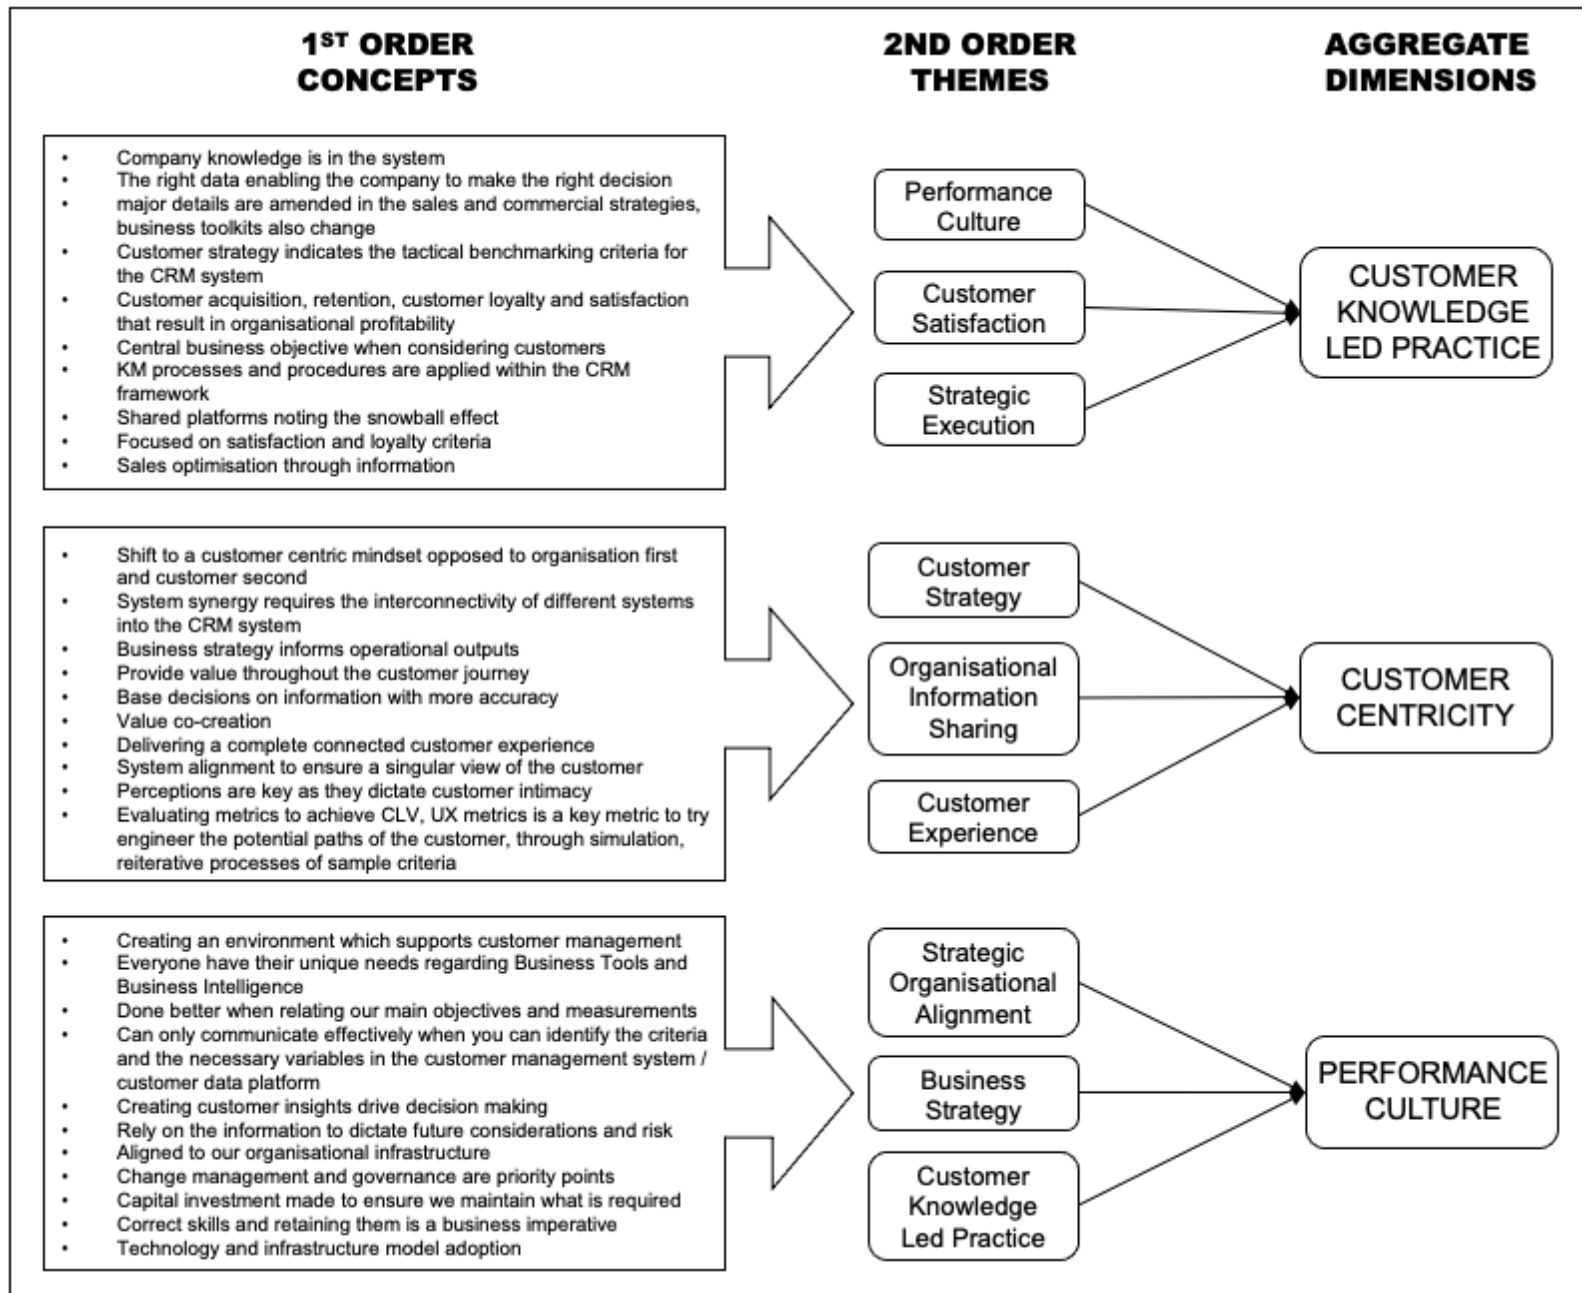 1ST ORDER
CONCEPTS
2ND ORDER
THEMES
AGGREGATE
DIMENSIONS
• Company knowledge is in the system
• The right data enabling the company to make the right decision
• major details are amended in the sales and commercial strategies,
business toolkits also change
• Customer strategy indicates the tactical benchmarking criteria for
the CRM system
• Customer acquisition, retention, customer loyalty and satisfaction
that result in organisational profitability
• Central business objective when considering customers
• KM processes and procedures are applied within the CRM
framework
• Shared platforms noting the snowball effect
• Focused on satisfaction and loyalty criteria
• Sales optimisation through information
Performance
Culture
Customer
Satisfaction
Strategic
Execution
CUSTOMER
KNOWLEDGE
LED PRACTICE
• Shift to a customer centric mindset opposed to organisation first
and customer second
• System synergy requires the interconnectivity of different systems
into the CRM system
• Business strategy informs operational outputs
• Provide value throughout the customer journey
• Base decisions on information with more accuracy
• Value co-creation
• Delivering a complete connected customer experience
• System alignment to ensure a singular view of the customer
• Perceptions are key as they dictate customer intimacy
• Evaluating metrics to achieve CLV, UX metrics is a key metric to try
engineer the potential paths of the customer, through simulation,
reiterative processes of sample criteria
Customer
Strategy
Organisational
Information
Sharing
Customer
Experience
CUSTOMER
CENTRICITY
• Creating an environment which supports customer management
• Everyone have their unique needs regarding Business Tools and
Business Intelligence
• Done better when relating our main objectives and measurements
• Can only communicate effectively when you can identify the criteria
and the necessary variables in the customer management system /
customer data platform
• Creating customer insights drive decision making
• Rely on the information to dictate future considerations and risk
• Aligned to our organisational infrastructure
• Change management and governance are priority points
• Capital investment made to ensure we maintain what is required
• Correct skills and retaining them is a business imperative
• Technology and infrastructure model adoption
Strategic
Organisational
Alignment
Business
Strategy
Customer
Knowledge
Led Practice
PERFORMANCE
CULTURE